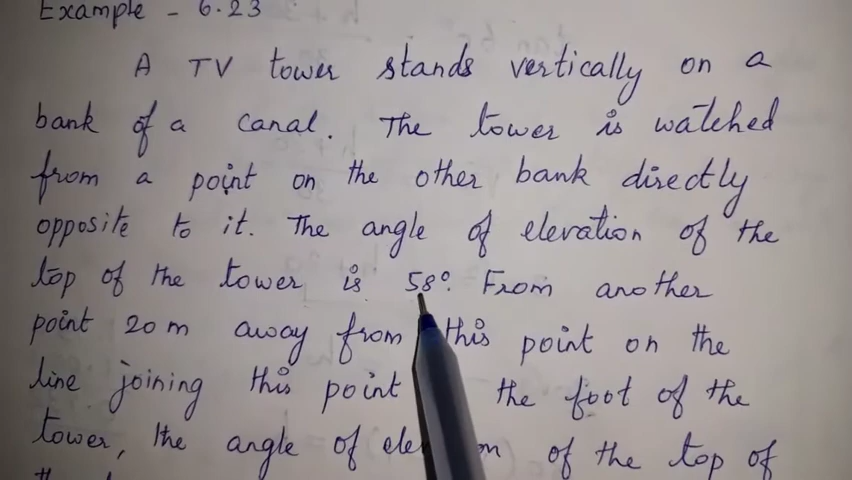 Example - 6.23
A TV tower stands vertically on a
bank of a canal. The tower is watched
from a point on the other bank directly
opposite to it. The angle of elevation of the
top of the tower is 58°. From another
point 20 m away from this point on the
line joining this point the foot of the
tower, the angle of of the top of